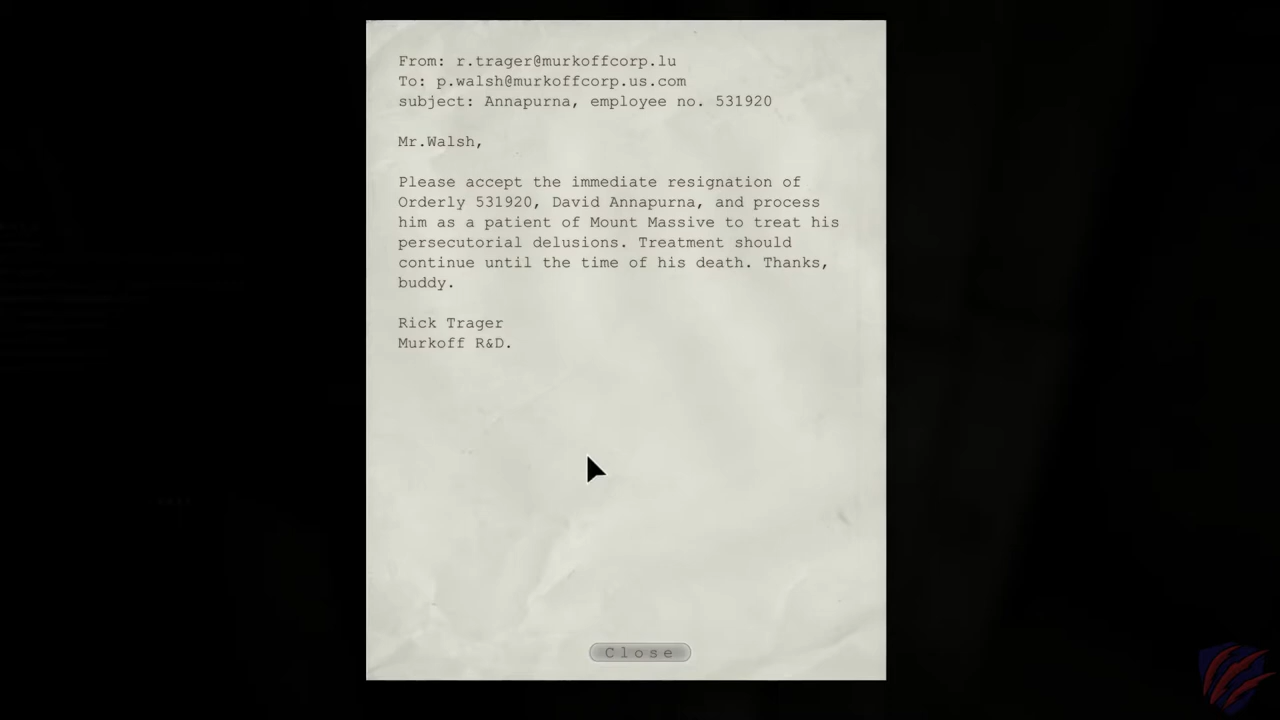 From: r.trager@murkoffcorp.lu
To: p.walsh@murkoffcorp.us.com
subject: Annapurna, employee no. 531920
Mr.Walsh,
Please accept the immediate resignation of
Orderly 531920, David Annapurna, and process
him as a patient of Mount Massive to treat his
persecutorial delusions. Treatment should
continue until the time of his death. Thanks,
buddy.
Rick Trager
Murkoff R&D.
Close